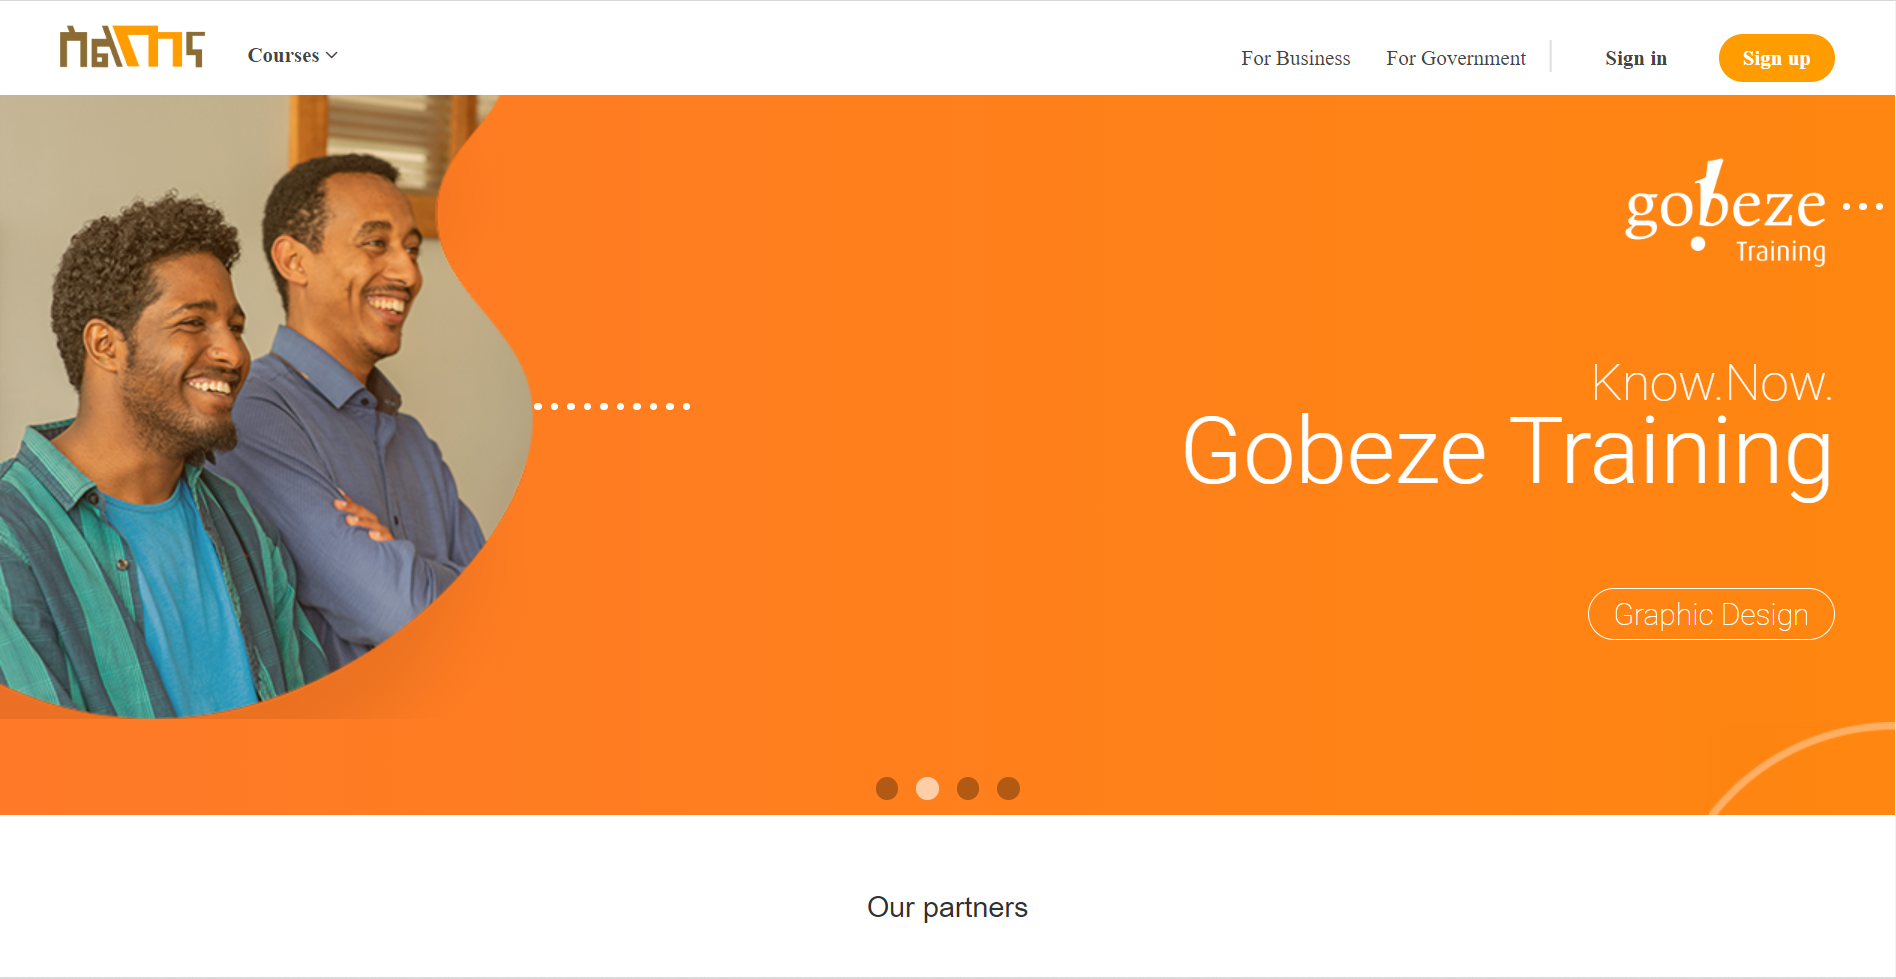 ስልጠና
Courses
For Business
For Government
Sign in
Sign up
gobeze
Training
Know.Now.
Gobeze Training
Graphic Design
Our partners